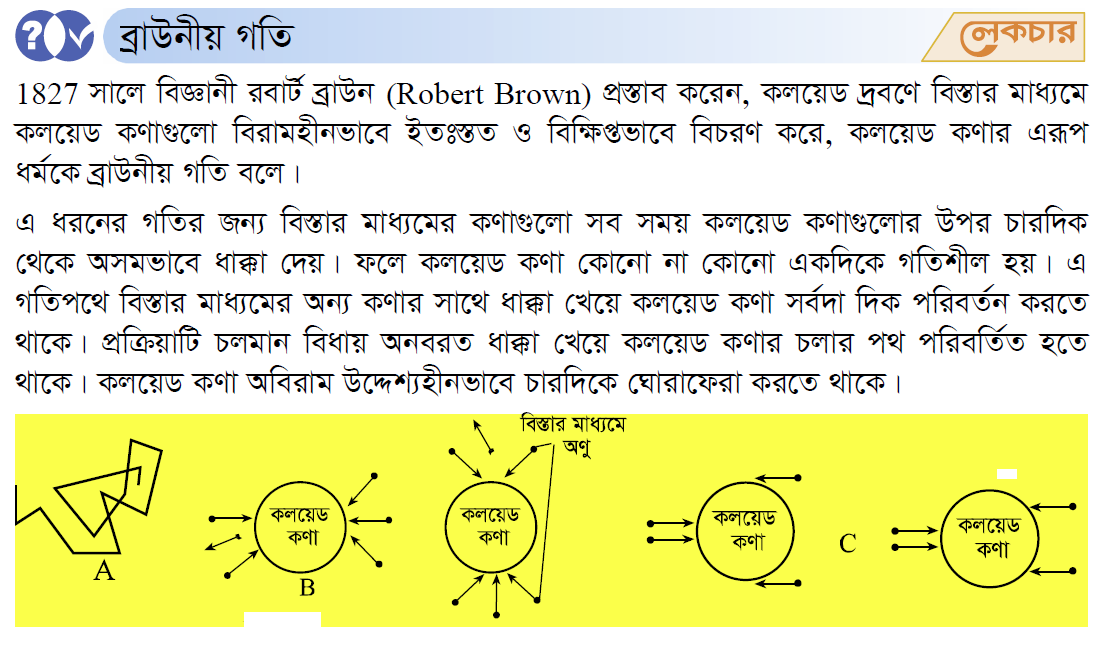 ব্রাউনীয় গতি
লেকচার
1827 সালে বিজ্ঞানী রবার্ট ব্রাউন (Robert Brown) প্রস্তাব করেন, কলয়েড দ্রবণে বিস্তার মাধ্যমে
কলয়েড কণাগুলো বিরামহীনভাবে ইতঃস্তত ও বিক্ষিপ্তভাবে বিচরণ করে, কলয়েড কণার এরূপ
ধর্মকে ব্রাউনীয় গতি বলে।
এ ধরনের গতির জন্য বিস্তার মাধ্যমের কণাগুলো সব সময় কলয়েড কণাগুলোর উপর চারদিক
থেকে অসমভাবে ধাক্কা দেয়। ফলে কলয়েড কণা কোনো না কোনো একদিকে গতিশীল হয়। এ
গতিপথে বিস্তার মাধ্যমের অন্য কণার সাথে ধাক্কা খেয়ে কলয়েড কণা সর্বদা দিক পরিবর্তন করতে
থাকে। প্রক্রিয়াটি চলমান বিধায় অনবরত ধাক্কা খেয়ে কলয়েড কণার চলার পথ পরিবর্তিত হতে
থাকে। কলয়েড কণা অবিরাম উদ্দেশ্যহীনভাবে চারদিকে ঘোরাফেরা করতে থাকে।
বিস্তার মাধ্যমে
অণু
কলয়েড
কণা
কলয়েড
কণা
কলয়েড
কণা
কলয়েড
কণা
A
B
C